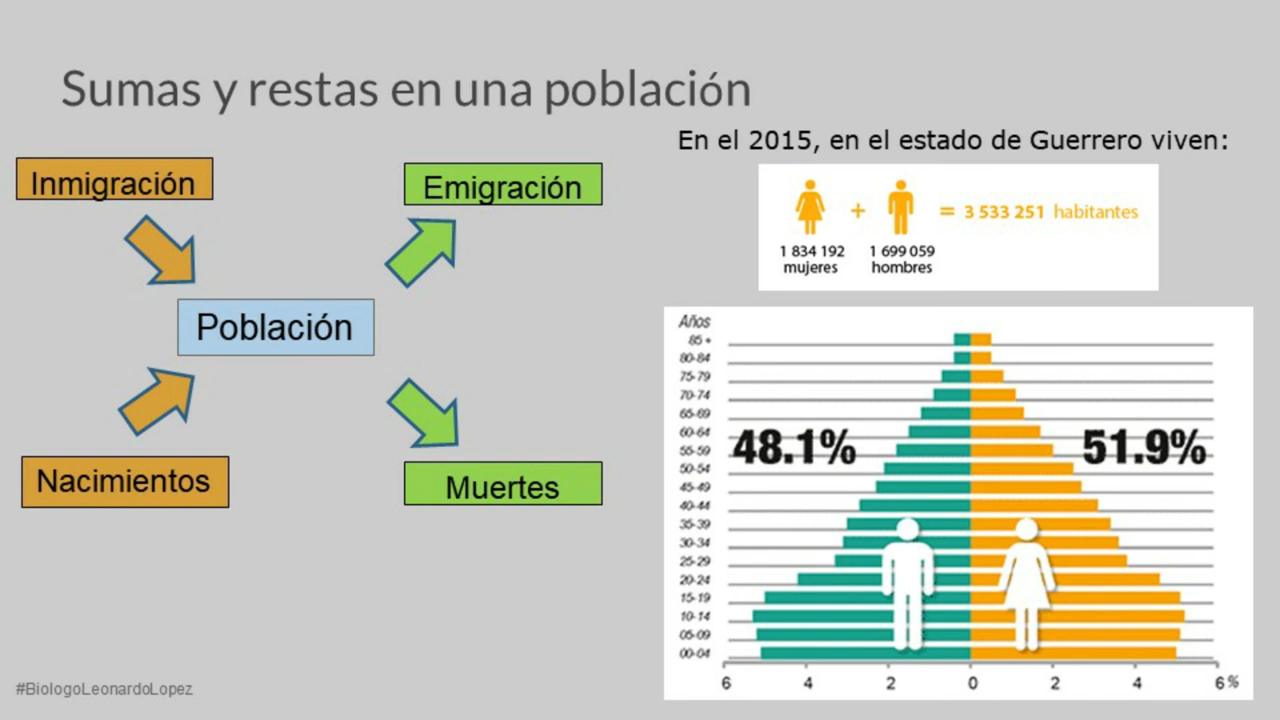 Sumas y restas en una población
Inmigración
Emigración
Población
Nacimientos
Muertes
#BiologoLeonardoLopez
En el 2015, en el estado de Guerrero viven:
+ = 3 533 251 habitantes
1 834 192 1 699 059
mujeres hombres
Años
85 +
80-84
75-79
70-74
65-69
60-64
55-59
50-54
45-49
40-44
35-39
30-34
25-29
20-24
15-19
10-14
05-09
00-04
48.1% 51.9%
6 4 2 0 2 4 6 %